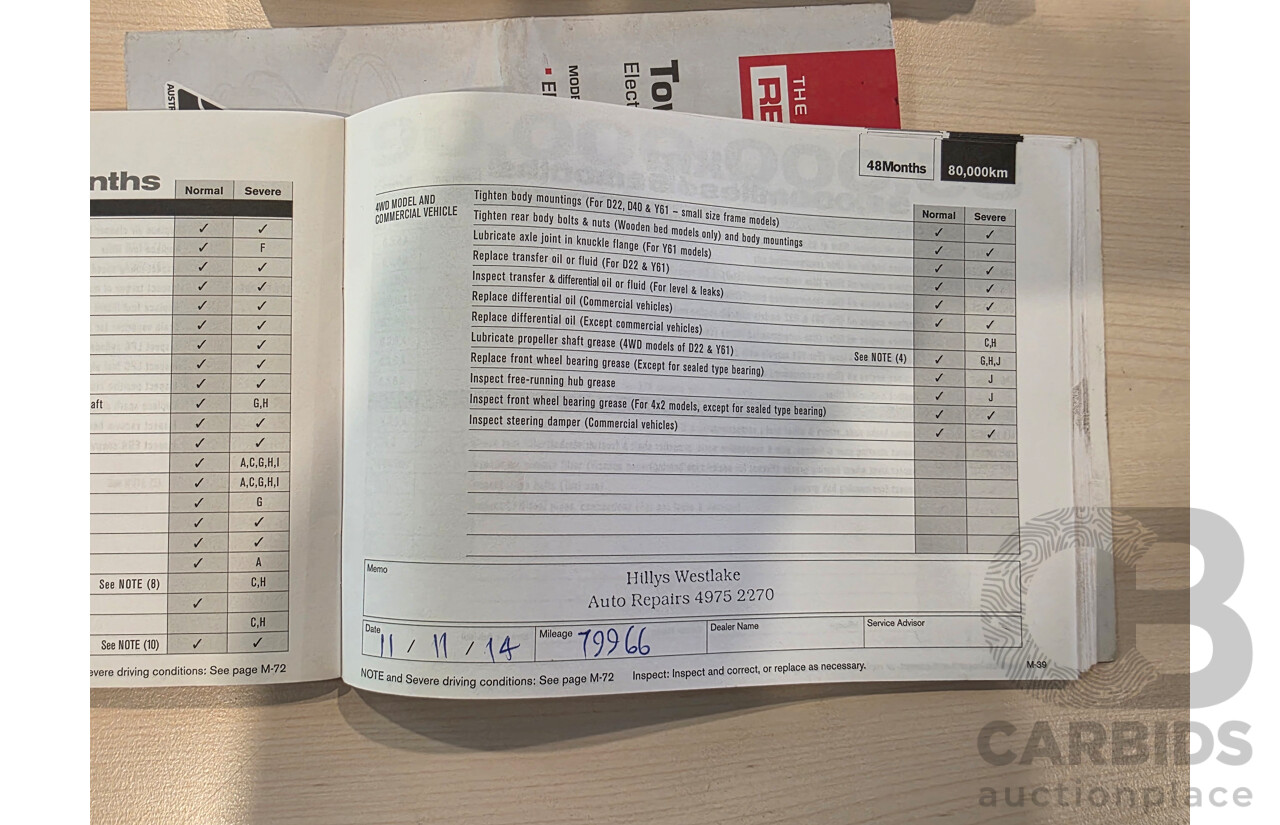 THE
RE
Tow
Elect
MODE
AUST
nths
Normal Severe
✓ ✓
✓ F
✓ ✓
✓ ✓
✓ ✓
✓ ✓
✓ ✓
✓ ✓
✓ ✓
aft ✓ G,H
✓ ✓
✓ ✓
✓ A,C,G,H,I
✓ A,C,G,H,I
✓ G
✓ ✓
✓ ✓
✓ A
See NOTE (8) C,H
✓
C,H
See NOTE (10) ✓ ✓
evere driving conditions: See page M-72
48Months 80,000km
4WD MODEL AND
COMMERCIAL VEHICLE
Normal Severe
Tighten body mountings (For D22, D40 & Y61 – small size frame models) ✓ ✓
Tighten rear body bolts & nuts (Wooden bed models only) and body mountings ✓ ✓
Lubricate axle joint in knuckle flange (For Y61 models) ✓ ✓
Replace transfer oil or fluid (For D22 & Y61) ✓ ✓
Inspect transfer & differential oil or fluid (For level & leaks) ✓ ✓
Replace differential oil (Commercial vehicles) ✓ ✓
Replace differential oil (Except commercial vehicles) C,H
Lubricate propeller shaft grease (4WD models of D22 & Y61) See NOTE (4) ✓ G,H,J
Replace front wheel bearing grease (Except for sealed type bearing) ✓ J
Inspect free-running hub grease ✓ J
Inspect front wheel bearing grease (For 4x2 models, except for sealed type bearing) ✓ ✓
Inspect steering damper (Commercial vehicles) ✓ ✓
Memo
Hillys Westlake
Auto Repairs 4975 2270
Date 11 / 11 / 14 Mileage 79966 Dealer Name Service Advisor
NOTE and Severe driving conditions: See page M-72 Inspect: Inspect and correct, or replace as necessary.
M-39
CB
CARBIDS
auctionplace